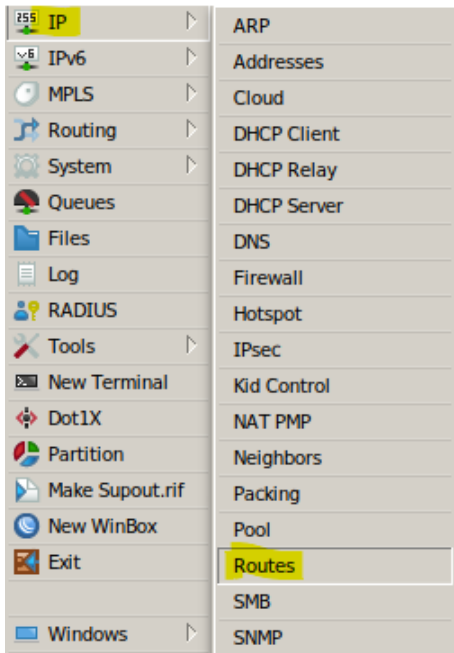 IP
IPv6
MPLS
Routing
System
Queues
Files
Log
RADIUS
Tools
New Terminal
Dot1X
Partition
Make Supout.rif
New WinBox
Exit
Windows
ARP
Addresses
Cloud
DHCP Client
DHCP Relay
DHCP Server
DNS
Firewall
Hotspot
IPsec
Kid Control
NAT PMP
Neighbors
Packing
Pool
Routes
SMB
SNMP